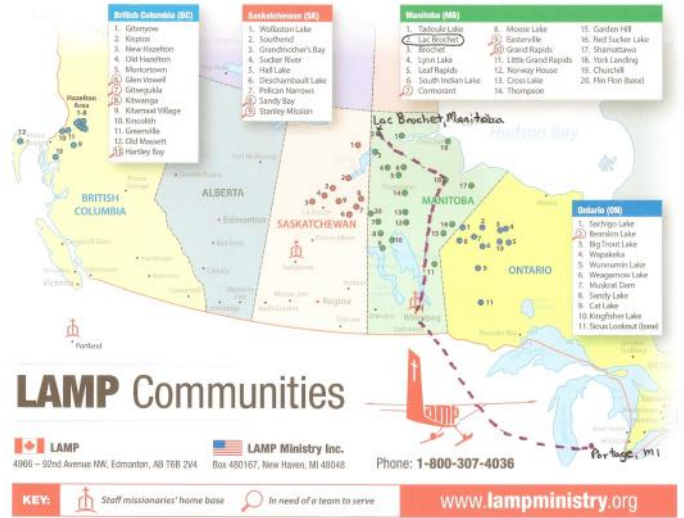 British Columbia (BC)
1. Gitanyow
2. Kispiox
3. New Hazelton
4. Old Hazelton
5. Moricetown
6. Glen Vowell
7. Gitsegukla
8. Kitwanga
9. Kitamaat Village
10. Kincolith
11. Greenville
12. Old Massett
13. Hartley Bay
Saskatchewan (SK)
1. Wollaston Lake
2. Southend
3. Grandmother's Bay
4. Sucker River
5. Hall Lake
6. Deschambault Lake
7. Pelican Narrows
8. Sandy Bay
9. Stanley Mission
Manitoba (MB)
1. Tadoule Lake
2. Lac Brochet
3. Brochet
4. Lynn Lake
5. Leaf Rapids
6. South Indian Lake
7. Cormorant
8. Moose Lake
9. Easterville
10. Grand Rapids
11. Little Grand Rapids
12. Norway House
13. Cross Lake
14. Thompson
15. Garden Hill
16. Red Sucker Lake
17. Shamattawa
18. York Landing
19. Churchill
20. Flin Flon (base)
Hazelton
Area
1-8
Lac Brochet, Manitoba
Hudson Bay
BRITISH
COLUMBIA
ALBERTA
Edmonton
SASKATCHEWAN
MANITOBA
ONTARIO
Regina
Winnipeg
Victoria
Portland
Thunder Bay
Ontario (ON)
1. Sachigo Lake
2. Bearskin Lake
3. Big Trout Lake
4. Wapakeka
5. Wunnumin Lake
6. Weagamow Lake
7. Muskrat Dam
8. Sandy Lake
9. Cat Lake
10. Kingfisher Lake
11. Sioux Lookout (base)
Portage, MI
LAMP Communities
lamp
LAMP
4966 – 92nd Avenue NW, Edmonton, AB T6B 2V4
LAMP Ministry Inc.
Box 480167, New Haven, MI 48048
Phone: 1-800-307-4036
KEY:
Staff missionaries' home base
In need of a team to serve
www.lampministry.org